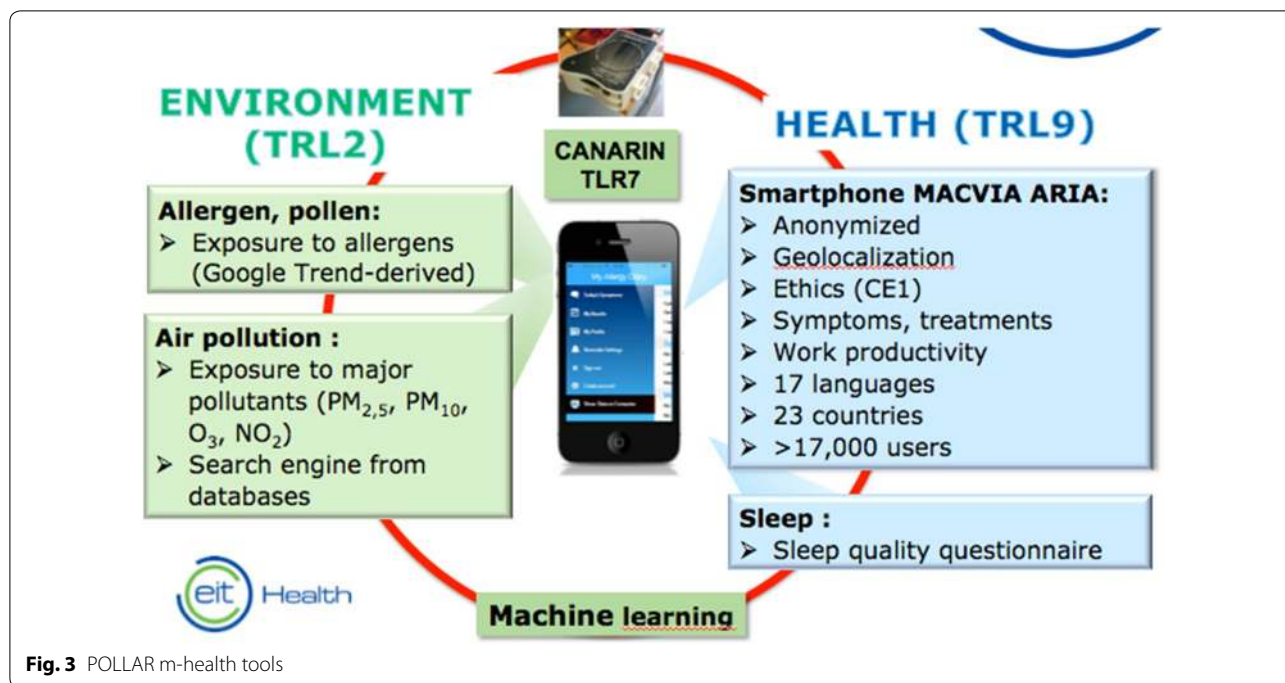 ENVIRONMENT
(TRL2)
CANARIN
TLR7
HEALTH (TRL9)
Allergen, pollen:
➤ Exposure to allergens
(Google Trend-derived)
Air pollution :
➤ Exposure to major
pollutants (PM2,5, PM10,
O3, NO2)
➤ Search engine from
databases
My Allergy Diary
Smartphone MACVIA ARIA:
➤ Anonymized
➤ Geolocalization
➤ Ethics (CE1)
➤ Symptoms, treatments
➤ Work productivity
➤ 17 languages
➤ 23 countries
➤ >17,000 users
Sleep :
➤ Sleep quality questionnaire
eit Health
Machine learning
Fig. 3 POLLAR m-health tools